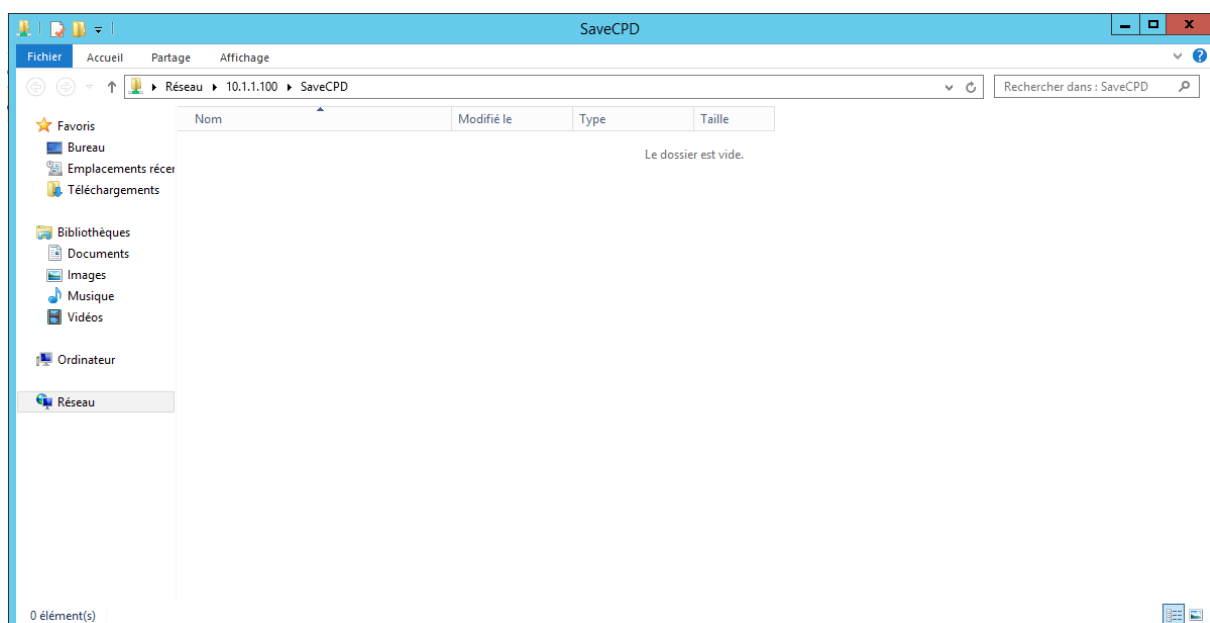 SaveCPD
Fichier Accueil Partage Affichage
Réseau 10.1.1.100 SaveCPD Rechercher dans : SaveCPD
Nom Modifié le Type Taille
Le dossier est vide.
Favoris
Bureau
Emplacements récer
Téléchargements
Bibliothèques
Documents
Images
Musique
Vidéos
Ordinateur
Réseau
0 élément(s)